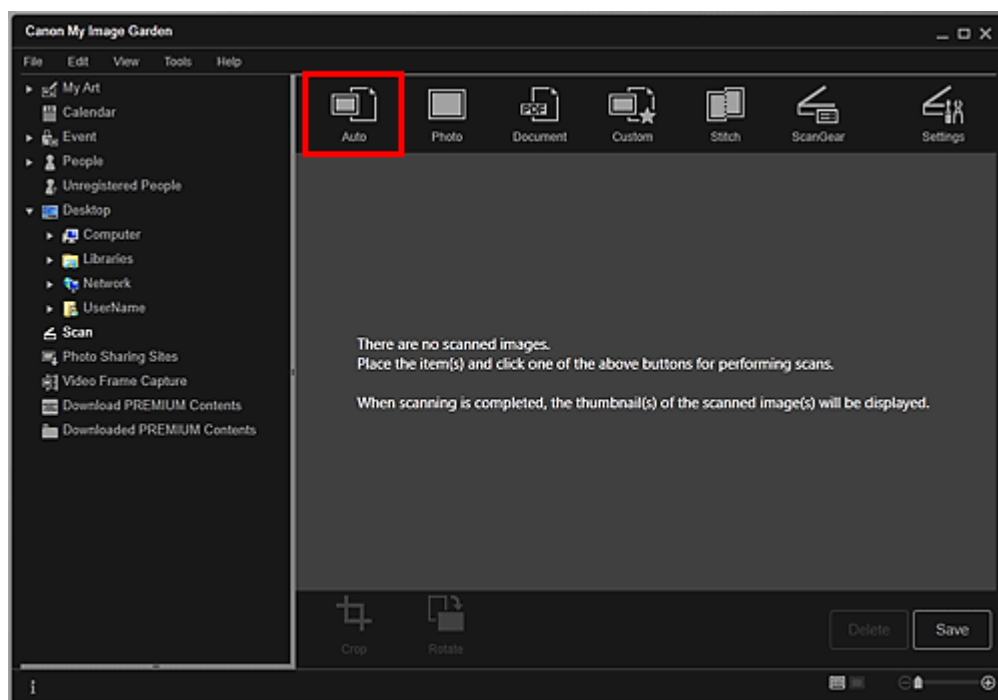 Canon My Image Garden
File Edit View Tools Help
My Art
Calendar
Event
People
Unregistered People
Desktop
Computer
Libraries
Network
UserName
Scan
Photo Sharing Sites
Video Frame Capture
Download PREMIUM Contents
Downloaded PREMIUM Contents
Auto Photo Document Custom Stitch ScanGear Settings
PDF
There are no scanned images.
Place the item(s) and click one of the above buttons for performing scans.
When scanning is completed, the thumbnail(s) of the scanned image(s) will be displayed.
Crop Rotate
Delete Save